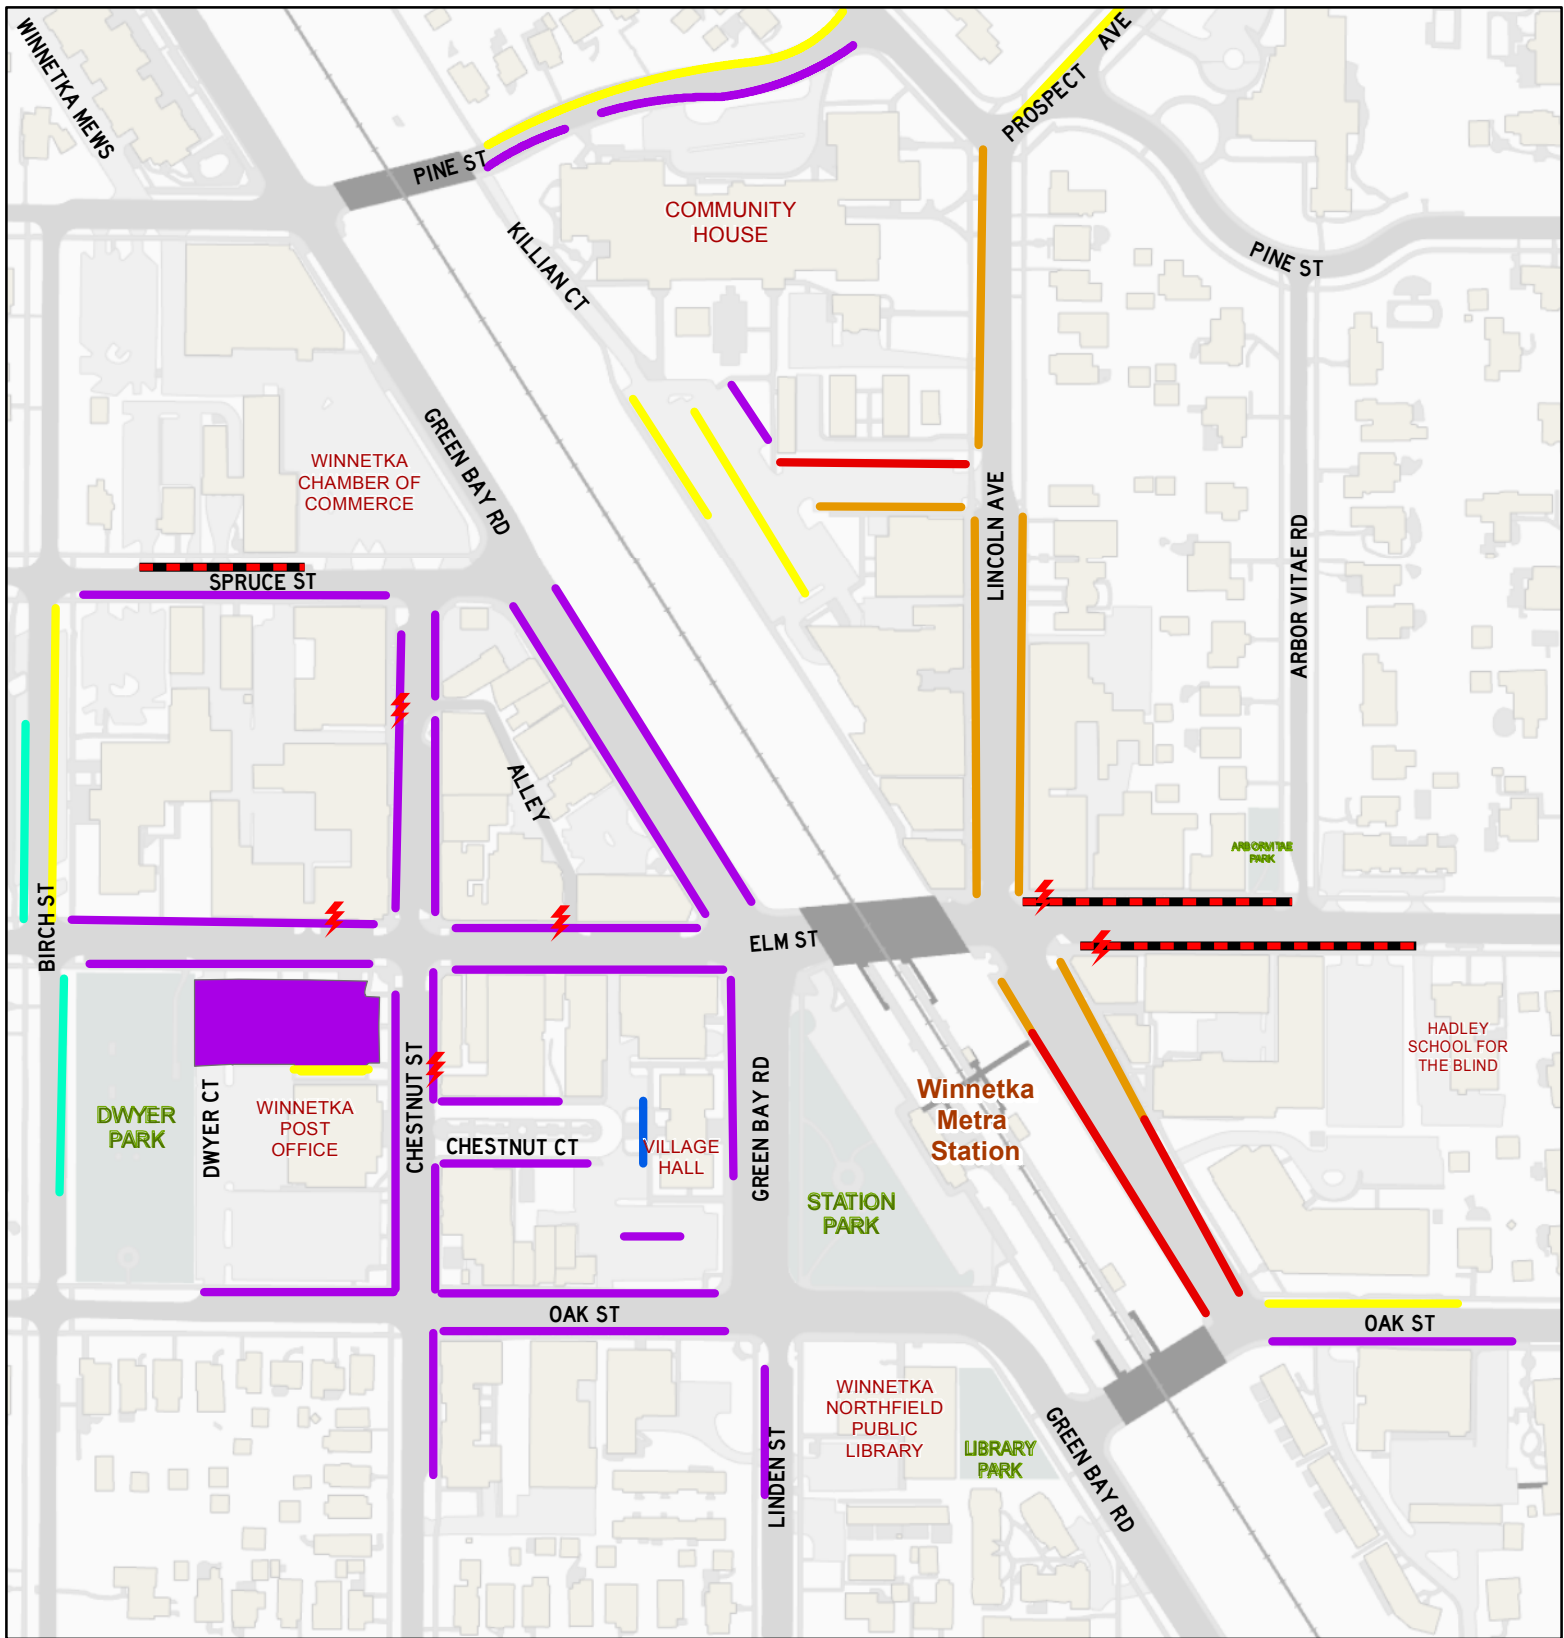 WINNETKA MEWS
PROSPECT AVE
PINE ST
COMMUNITY
HOUSE
KILLIAN CT
PINE ST
GREEN BAY RD
WINNETKA
CHAMBER OF
COMMERCE
LINCOLN AVE
ARBOR VITAE RD
SPRUCE ST
ALLEY
ARBORVITAE
PARK
BIRCH ST
ELM ST
HADLEY
SCHOOL FOR
THE BLIND
Winnetka
Metra
Station
DWYER
PARK
DWYER CT
WINNETKA
POST
OFFICE
CHESTNUT ST
CHESTNUT CT
VILLAGE
HALL
GREEN BAY RD
STATION
PARK
OAK ST
OAK ST
WINNETKA
NORTHFIELD
PUBLIC
LIBRARY
LIBRARY
PARK
LINDEN ST
GREEN BAY RD